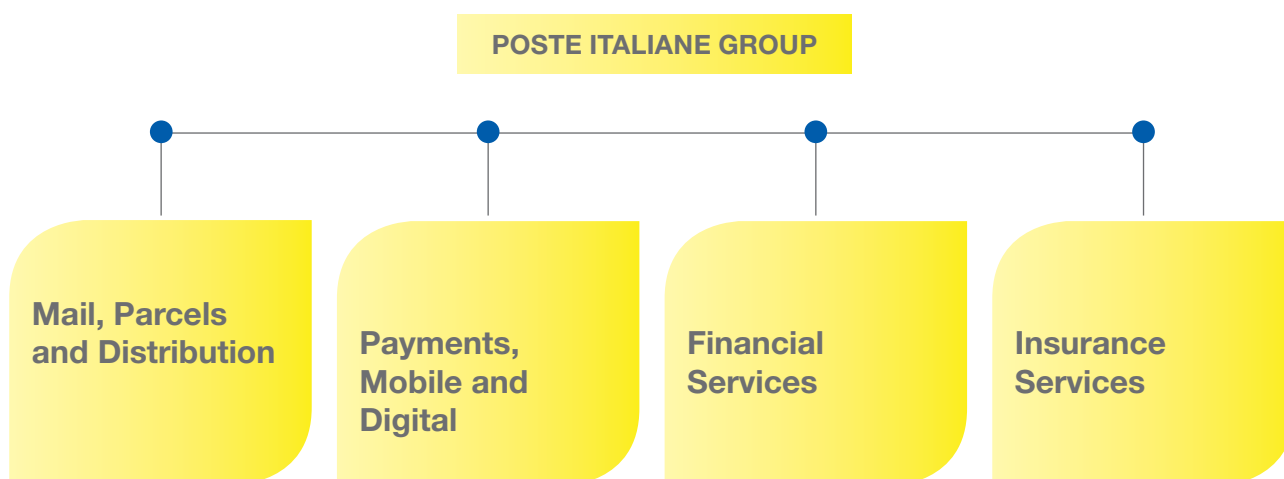 POSTE ITALIANE GROUP
Mail, Parcels
and Distribution
Payments,
Mobile and
Digital
Financial
Services
Insurance
Services